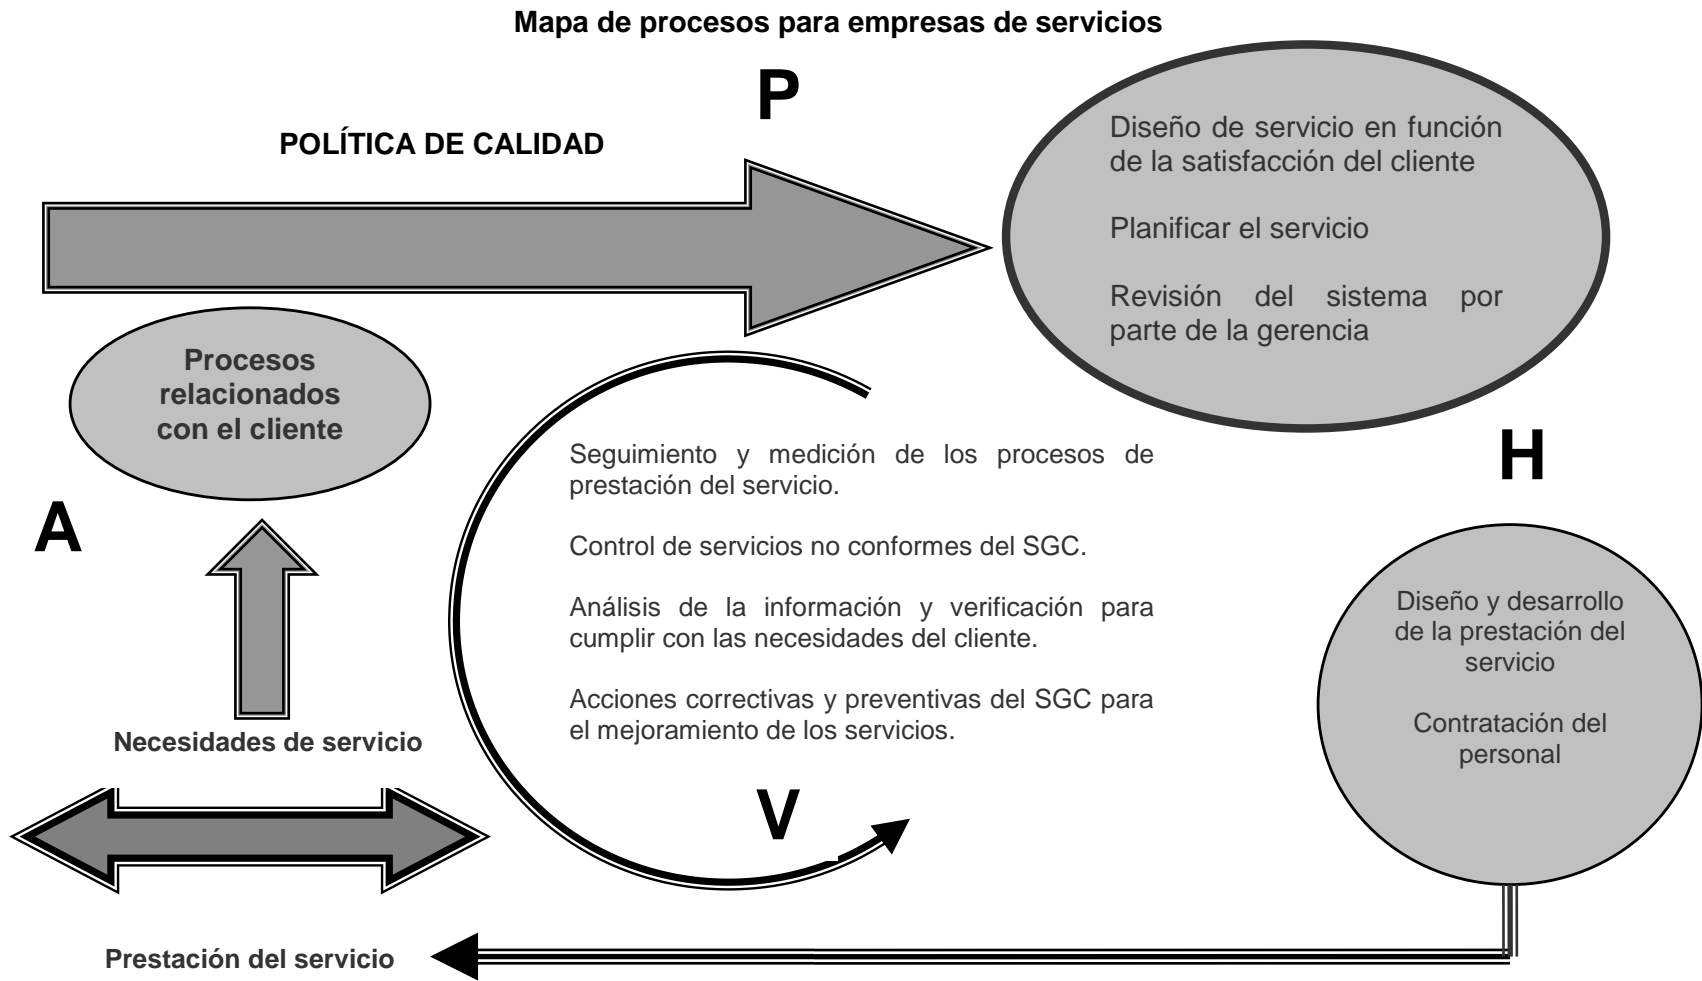 Mapa de procesos para empresas de servicios
P
POLÍTICA DE CALIDAD
Diseño de servicio en función
de la satisfacción del cliente
Planificar el servicio
Revisión del sistema por
parte de la gerencia
Procesos
relacionados
con el cliente
H
Seguimiento y medición de los procesos de
prestación del servicio.
Control de servicios no conformes del SGC.
Análisis de la información y verificación para
cumplir con las necesidades del cliente.
Acciones correctivas y preventivas del SGC para
el mejoramiento de los servicios.
A
Diseño y desarrollo
de la prestación del
servicio
Contratación del
personal
Necesidades de servicio
V
Prestación del servicio